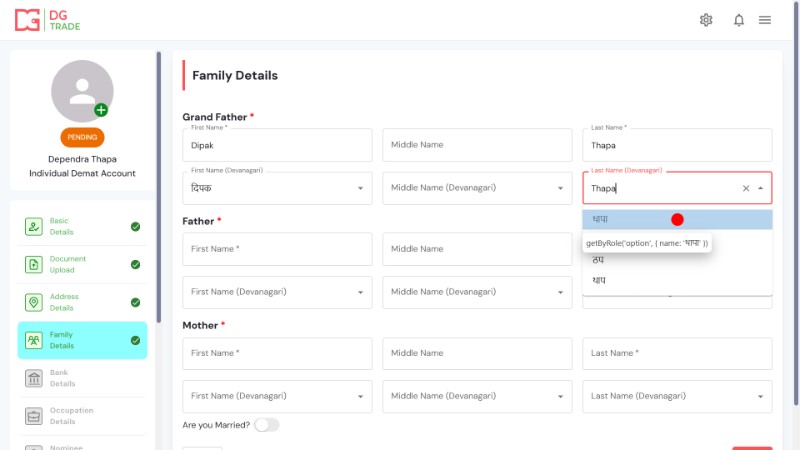 DG
TRADE
Family Details
PENDING
Dependra Thapa
Individual Demat Account
Basic
Details
Document
Upload
Address
Details
Family
Details
Bank
Details
Occupation
Details
Nominee
Grand Father *
First Name *
Dipak
Middle Name
Last Name *
Thapa
First Name (Devanagari)
दिपक
Middle Name (Devanagari)
Last Name (Devanagari)
Thapa
थापा
getByRole('option', { name: 'थापा' })
ठप
थाप
Father *
First Name *
Middle Name
First Name (Devanagari)
Middle Name (Devanagari)
Mother *
First Name *
Middle Name
Last Name *
First Name (Devanagari)
Middle Name (Devanagari)
Last Name (Devanagari)
Are you Married?